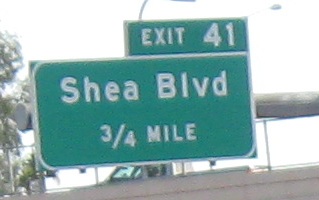 EXIT 41
Shea Blvd
3/4 MILE